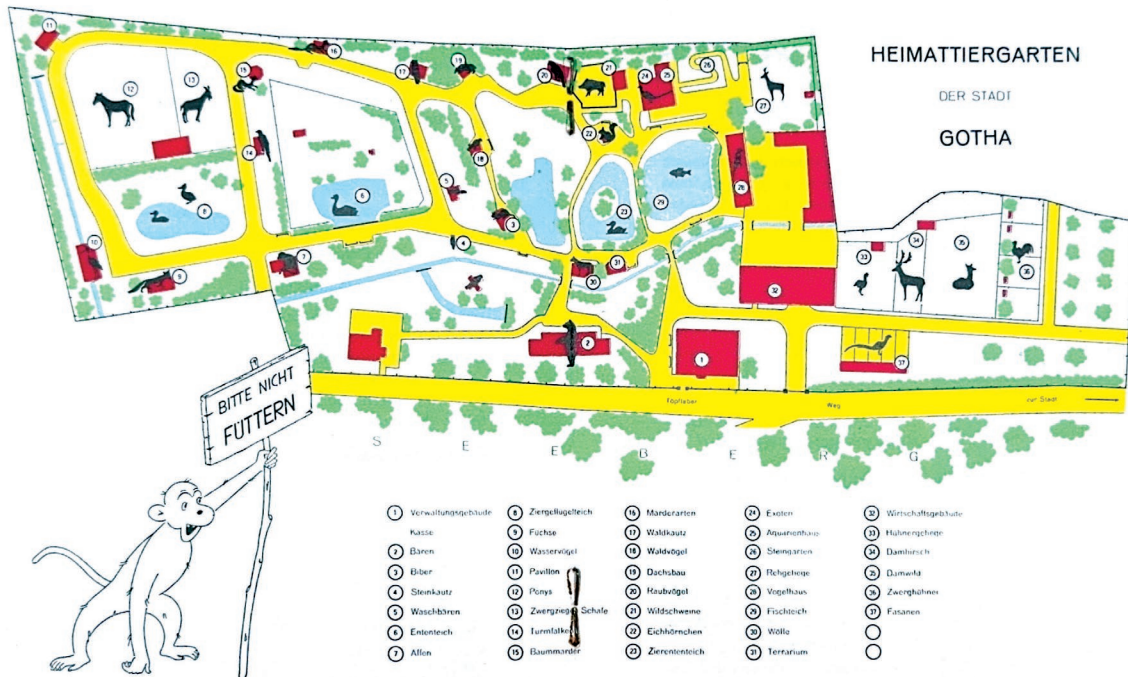 HEIMATTIERGARTEN
DER STADT
GOTHA
BITTE NICHT
FÜTTERN
Töpfleber Weg zur Stadt
S E E B E R G
1 Verwaltungsgebäude
Kasse
2 Bären
3 Biber
4 Steinkautz
5 Waschbären
6 Ententeich
7 Affen
8 Ziergeflügelteich
9 Füchse
10 Wasservögel
11 Pavillon
12 Ponys
13 Zwergziegen Schafe
14 Turmfalken
15 Baummarder
16 Marderarten
17 Waldkautz
18 Waldvögel
19 Dachsbau
20 Raubvögel
21 Wildschweine
22 Eichhörnchen
23 Zierententeich
24 Exoten
25 Aquarienhaus
26 Steingarten
27 Rehgehege
28 Vogelhaus
29 Fischteich
30 Wölfe
31 Terrarium
32 Wirtschaftsgebäude
33 Hühnergehege
34 Damhirsch
35 Damwild
36 Zwerghühner
37 Fasanen